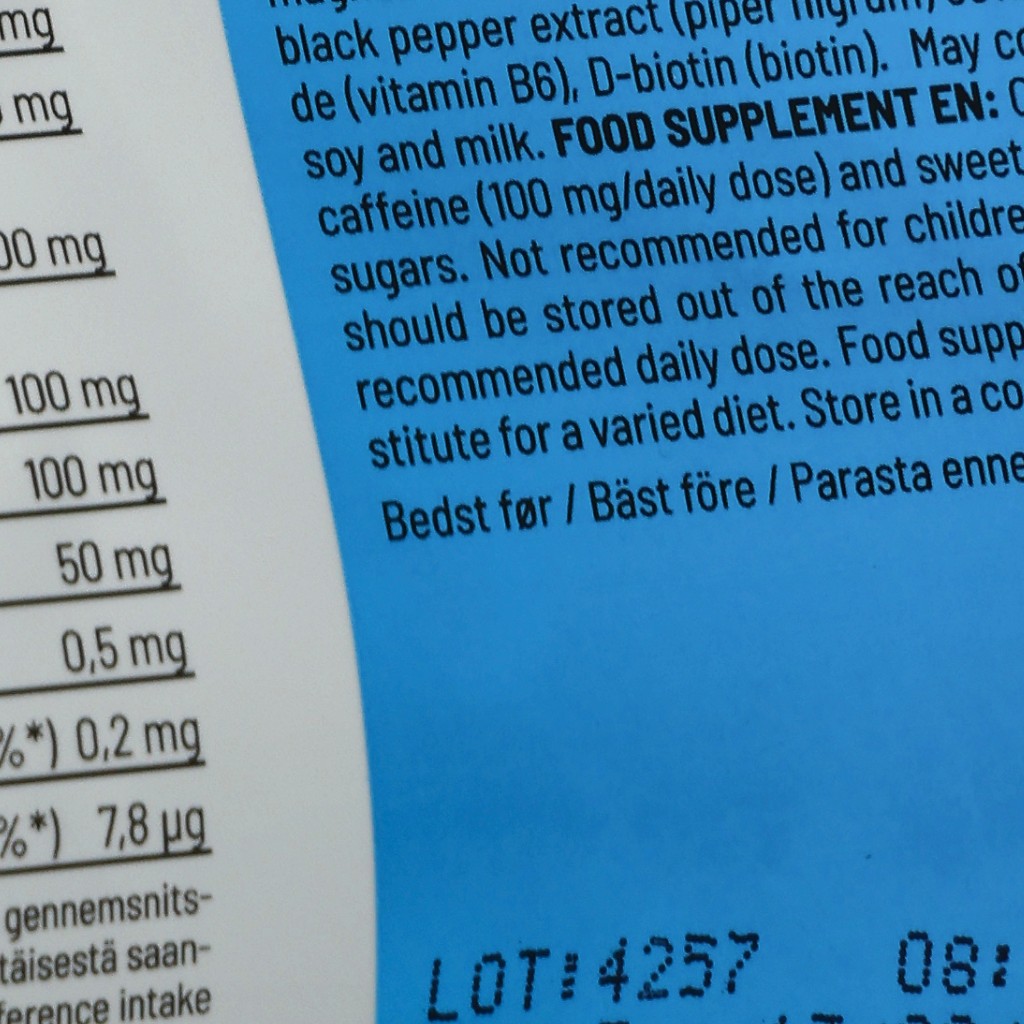 mg
mg
00 mg
100 mg
100 mg
50 mg
0,5 mg
%*) 0,2 mg
%*) 7,8 µg
gennemsnits-
täisestä saan-
ference intake
black pepper extract (piper nigrum)
de (vitamin B6), D-biotin (biotin). May co
soy and milk. FOOD SUPPLEMENT EN: C
caffeine (100 mg/daily dose) and sweet
sugars. Not recommended for childre
should be stored out of the reach of
recommended daily dose. Food supp
stitute for a varied diet. Store in a co
Bedst før / Bäst före / Parasta enne
LOT:4257 08: